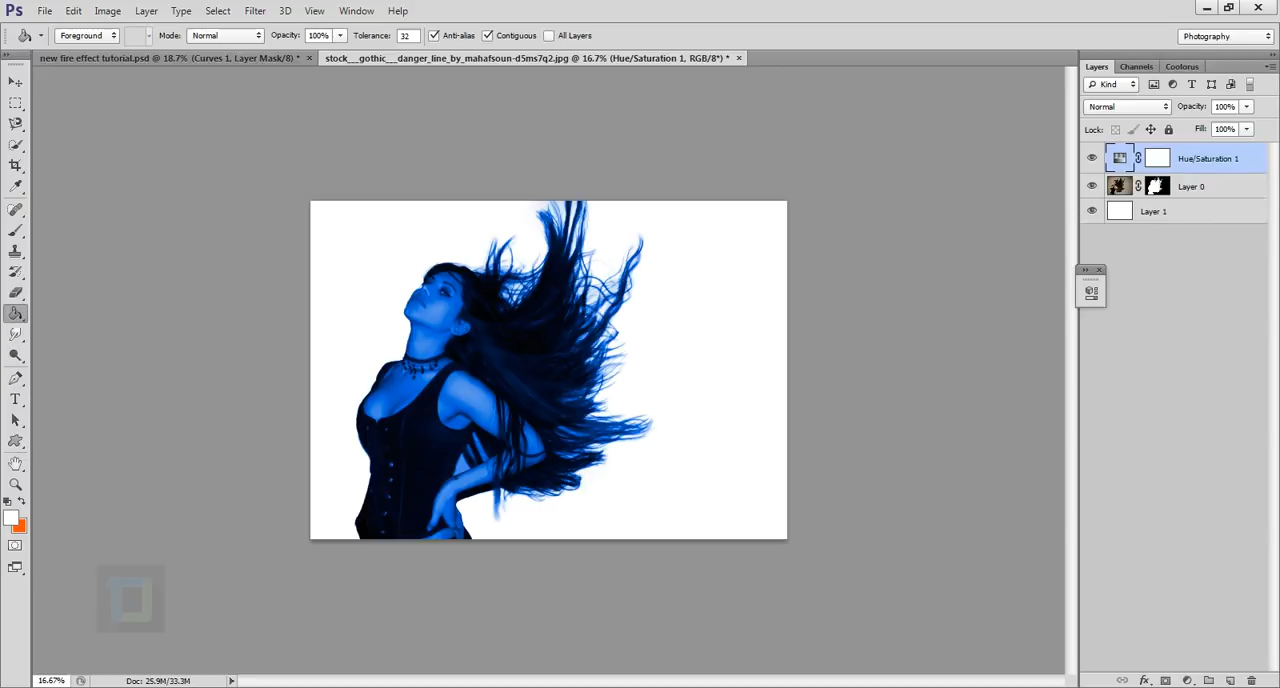 Ps File Edit Image Layer Type Select Filter 3D View Window Help
Foreground Mode: Normal Opacity: 100% Tolerance: 32 Anti-alias Contiguous All Layers Photography
new fire effect tutorial.psd @ 18.7% (Curves 1, Layer Mask/8) * × stock___gothic___danger_line_by_mahafsoun-d5ms7q2.jpg @ 16.7% (Hue/Saturation 1, RGB/8*) * ×
Layers Channels Coolorus
Kind
Normal Opacity: 100%
Lock: Fill: 100%
Hue/Saturation 1
Layer 0
Layer 1
16.67% Doc: 25.9M/33.3M